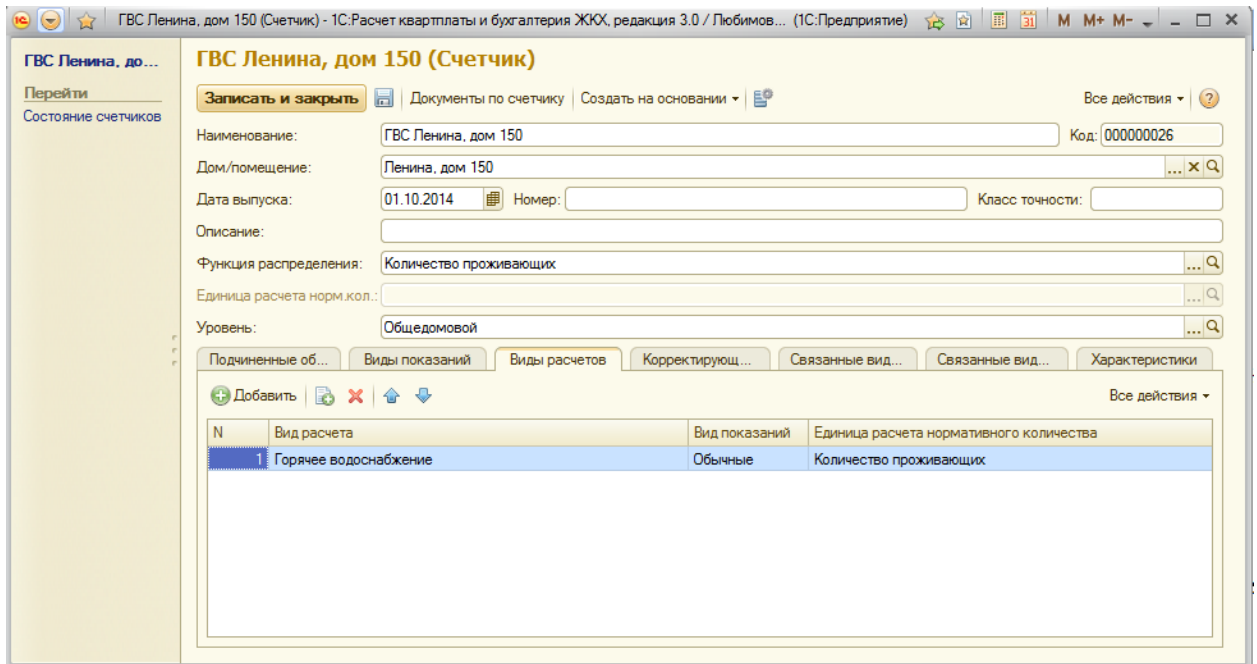 ГВС Ленина, дом 150 (Счетчик) - 1С:Расчет квартплаты и бухгалтерия ЖКХ, редакция 3.0 / Любимов... (1С:Предприятие) 31 M M+ M-
ГВС Ленина, до...
Перейти
Состояние счетчиков
ГВС Ленина, дом 150 (Счетчик)
Записать и закрыть Документы по счетчику Создать на основании Все действия ?
Наименование: ГВС Ленина, дом 150 Код: 000000026
Дом/помещение: Ленина, дом 150 ...
Дата выпуска: 01.10.2014 Номер: Класс точности:
Описание:
Функция распределения: Количество проживающих ...
Единица расчета норм.кол.: ...
Уровень: Общедомовой ...
Подчиненные об... Виды показаний Виды расчетов Корректирующ... Связанные вид... Связанные вид... Характеристики
Добавить Все действия
N Вид расчета Вид показаний Единица расчета нормативного количества
1 Горячее водоснабжение Обычные Количество проживающих